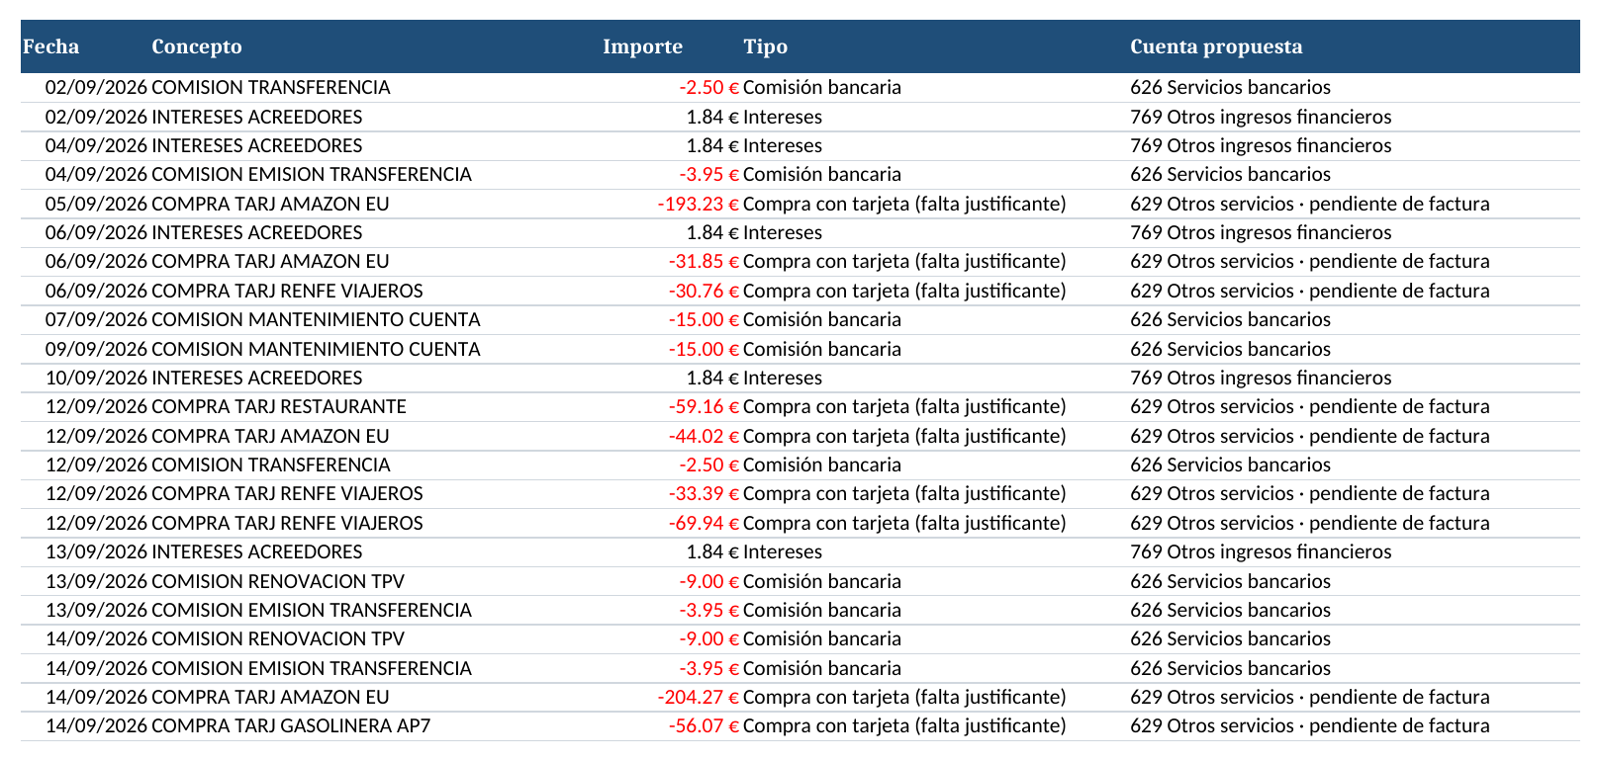 Fecha Concepto Importe Tipo Cuenta propuesta
02/09/2026 COMISION TRANSFERENCIA -2.50 € Comisión bancaria 626 Servicios bancarios
02/09/2026 INTERESES ACREEDORES 1.84 € Intereses 769 Otros ingresos financieros
04/09/2026 INTERESES ACREEDORES 1.84 € Intereses 769 Otros ingresos financieros
04/09/2026 COMISION EMISION TRANSFERENCIA -3.95 € Comisión bancaria 626 Servicios bancarios
05/09/2026 COMPRA TARJ AMAZON EU -193.23 € Compra con tarjeta (falta justificante) 629 Otros servicios · pendiente de factura
06/09/2026 INTERESES ACREEDORES 1.84 € Intereses 769 Otros ingresos financieros
06/09/2026 COMPRA TARJ AMAZON EU -31.85 € Compra con tarjeta (falta justificante) 629 Otros servicios · pendiente de factura
06/09/2026 COMPRA TARJ RENFE VIAJEROS -30.76 € Compra con tarjeta (falta justificante) 629 Otros servicios · pendiente de factura
07/09/2026 COMISION MANTENIMIENTO CUENTA -15.00 € Comisión bancaria 626 Servicios bancarios
09/09/2026 COMISION MANTENIMIENTO CUENTA -15.00 € Comisión bancaria 626 Servicios bancarios
10/09/2026 INTERESES ACREEDORES 1.84 € Intereses 769 Otros ingresos financieros
12/09/2026 COMPRA TARJ RESTAURANTE -59.16 € Compra con tarjeta (falta justificante) 629 Otros servicios · pendiente de factura
12/09/2026 COMPRA TARJ AMAZON EU -44.02 € Compra con tarjeta (falta justificante) 629 Otros servicios · pendiente de factura
12/09/2026 COMISION TRANSFERENCIA -2.50 € Comisión bancaria 626 Servicios bancarios
12/09/2026 COMPRA TARJ RENFE VIAJEROS -33.39 € Compra con tarjeta (falta justificante) 629 Otros servicios · pendiente de factura
12/09/2026 COMPRA TARJ RENFE VIAJEROS -69.94 € Compra con tarjeta (falta justificante) 629 Otros servicios · pendiente de factura
13/09/2026 INTERESES ACREEDORES 1.84 € Intereses 769 Otros ingresos financieros
13/09/2026 COMISION RENOVACION TPV -9.00 € Comisión bancaria 626 Servicios bancarios
13/09/2026 COMISION EMISION TRANSFERENCIA -3.95 € Comisión bancaria 626 Servicios bancarios
14/09/2026 COMISION RENOVACION TPV -9.00 € Comisión bancaria 626 Servicios bancarios
14/09/2026 COMISION EMISION TRANSFERENCIA -3.95 € Comisión bancaria 626 Servicios bancarios
14/09/2026 COMPRA TARJ AMAZON EU -204.27 € Compra con tarjeta (falta justificante) 629 Otros servicios · pendiente de factura
14/09/2026 COMPRA TARJ GASOLINERA AP7 -56.07 € Compra con tarjeta (falta justificante) 629 Otros servicios · pendiente de factura